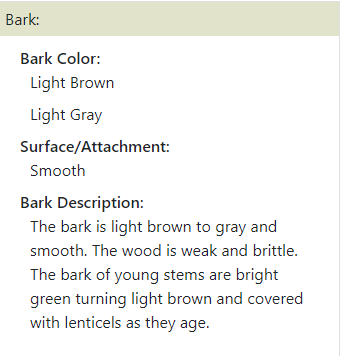 Bark:
Bark Color:
Light Brown
Light Gray
Surface/Attachment:
Smooth
Bark Description:
The bark is light brown to gray and
smooth. The wood is weak and brittle.
The bark of young stems are bright
green turning light brown and covered
with lenticels as they age.